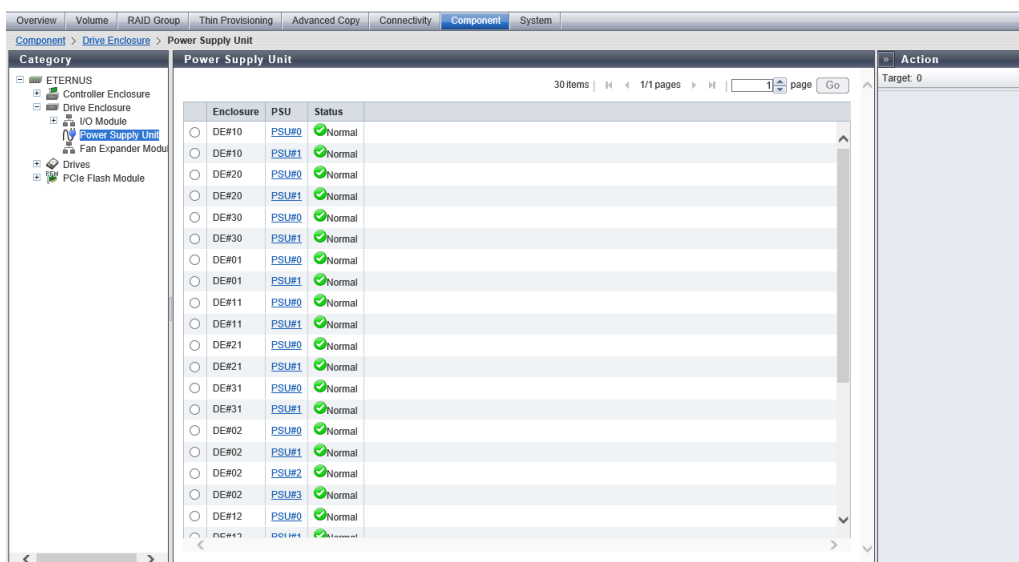 Overview Volume RAID Group Thin Provisioning Advanced Copy Connectivity Component System
Component > Drive Enclosure > Power Supply Unit
Category
ETERNUS
Controller Enclosure
Drive Enclosure
I/O Module
Power Supply Unit
Fan Expander Modu
Drives
PCIe Flash Module
Power Supply Unit
30 items 1/1 pages 1 page Go
Enclosure PSU Status
DE#10 PSU#0 Normal
DE#10 PSU#1 Normal
DE#20 PSU#0 Normal
DE#20 PSU#1 Normal
DE#30 PSU#0 Normal
DE#30 PSU#1 Normal
DE#01 PSU#0 Normal
DE#01 PSU#1 Normal
DE#11 PSU#0 Normal
DE#11 PSU#1 Normal
DE#21 PSU#0 Normal
DE#21 PSU#1 Normal
DE#31 PSU#0 Normal
DE#31 PSU#1 Normal
DE#02 PSU#0 Normal
DE#02 PSU#1 Normal
DE#02 PSU#2 Normal
DE#02 PSU#3 Normal
DE#12 PSU#0 Normal
DE#12 PSU#1 Normal
» Action
Target: 0